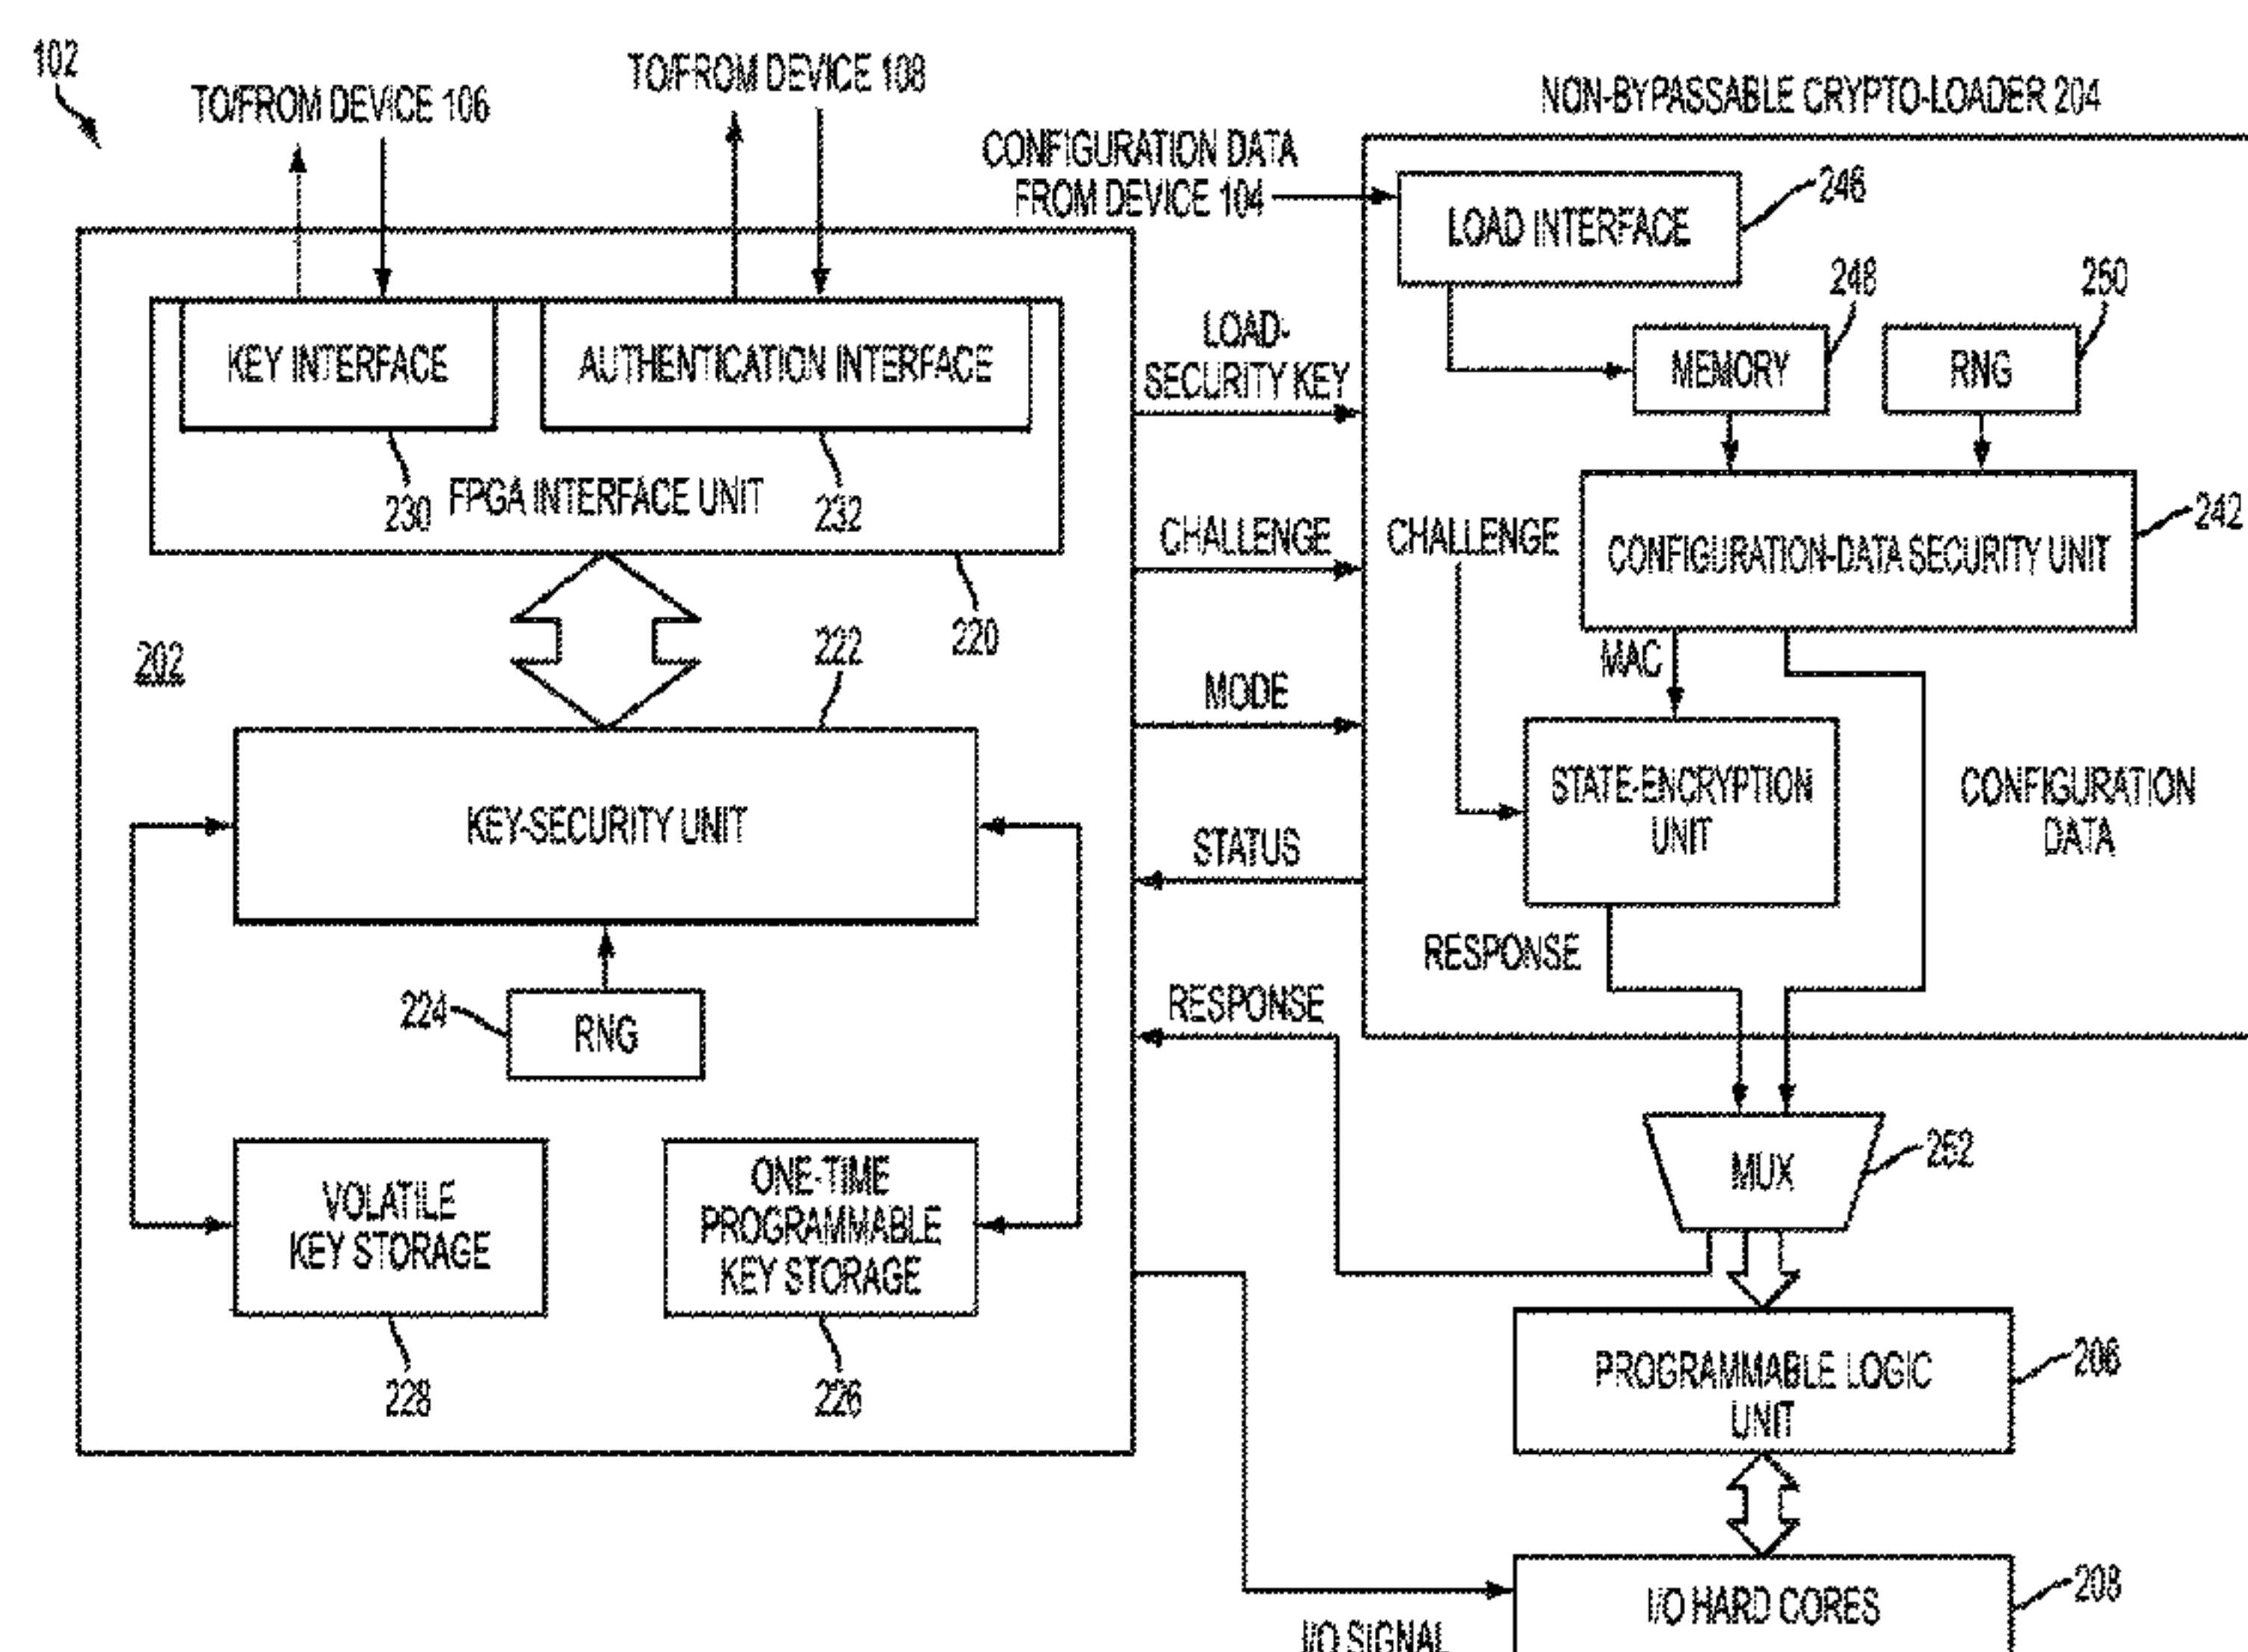 102
TO/FROM DEVICE 106
TO/FROM DEVICE 108
CONFIGURATION DATA
FROM DEVICE 104
NON-BYPASSABLE CRYPTO-LOADER 204
LOAD INTERFACE
246
248
250
MEMORY
RNG
KEY INTERFACE
AUTHENTICATION INTERFACE
230
FPGA INTERFACE UNIT
232
220
LOAD-
SECURITY KEY
CHALLENGE
MODE
STATUS
RESPONSE
CHALLENGE
CONFIGURATION-DATA SECURITY UNIT
242
MAC
STATE-ENCRYPTION
UNIT
CONFIGURATION
DATA
RESPONSE
202
222
KEY-SECURITY UNIT
224
RNG
VOLATILE
KEY STORAGE
228
ONE-TIME
PROGRAMMABLE
KEY STORAGE
226
MUX
252
PROGRAMMABLE LOGIC
UNIT
206
I/O HARD CORES
208
I/O SIGNAL